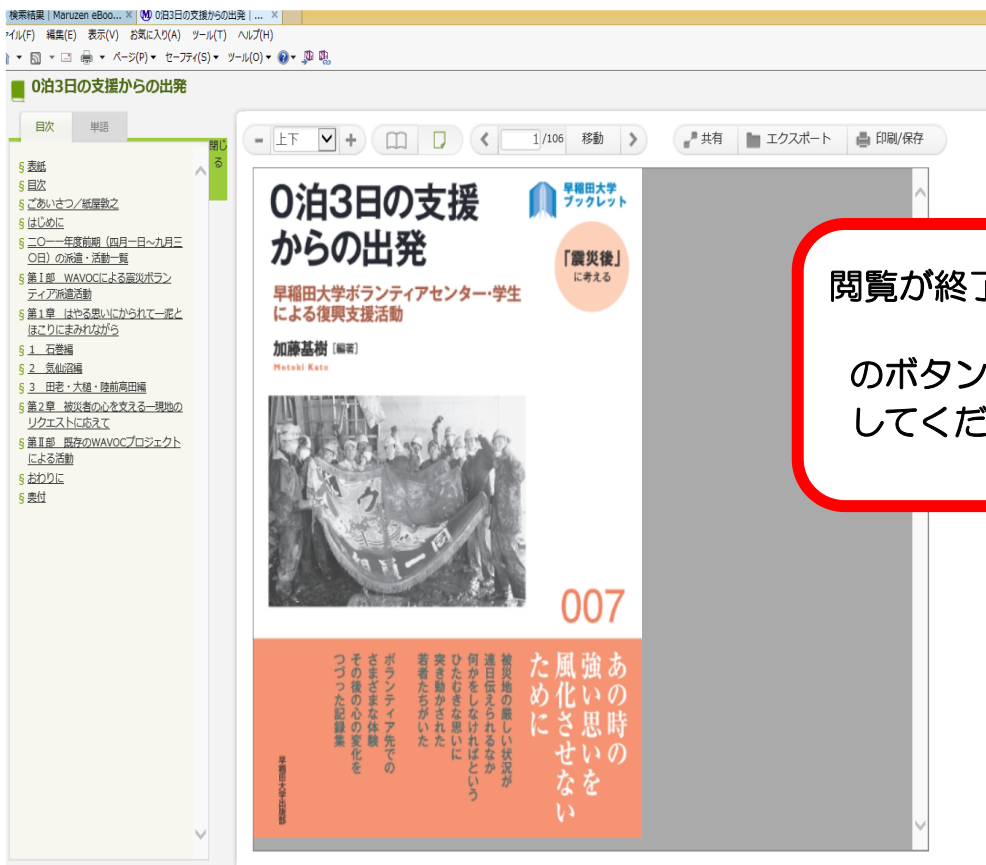 検索結果 | Maruzen eBoo... ×
0泊3日の支援からの出発 | ... ×
イル(F) 編集(E) 表示(V) お気に入り(A) ツール(T) ヘルプ(H)
ページ(P) セーフティ(S) ツール(O)
0泊3日の支援からの出発
目次 単語
閉じる
§ 表紙
§ 目次
§ ごあいさつ／紙屋敦之
§ はじめに
§ 二〇一一年度前期（四月一日～九月三
〇日）の派遣・活動一覧
§ 第Ⅰ部 WAVOCによる震災ボラン
ティア派遣活動
§ 第1章 はやる思いにかられて―泥と
ほこりにまみれながら
§ 1 石巻編
§ 2 気仙沼編
§ 3 田老・大槌・陸前高田編
§ 第2章 被災者の心を支える―現地の
リクエストに応えて
§ 第Ⅱ部 既存のWAVOCプロジェクト
による活動
§ おわりに
§ 奥付
- 上下 + 1 /106 移動 共有 エクスポート 印刷/保存
0泊3日の支援
からの出発
早稲田大学
ブックレット
「震災後」
に考える
早稲田大学ボランティアセンター・学生
による復興支援活動
加藤基樹［編著］
Motoki Kato
007
あの時の
強い思いを
風化させない
ために
被災地の厳しい状況が
連日伝えられるなか
何かをしなければという
ひたむきな思いに
突き動かされた
若者たちがいた
ボランティア先での
さまざまな体験
その後の心の変化を
つづった記録集
早稲田大学出版部
閲覧が終了
のボタン
してくだ